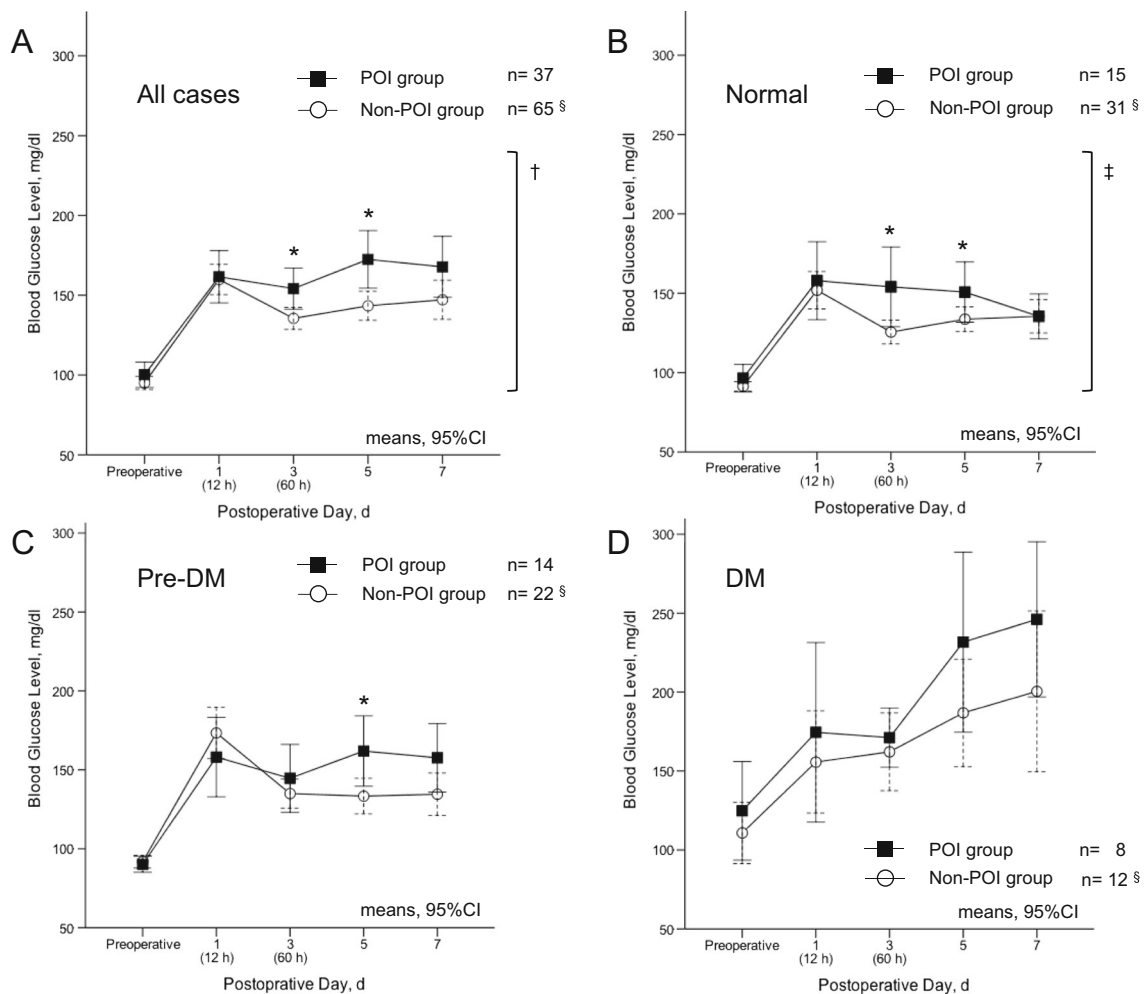 A
All cases
POI group n= 37
Non-POI group n= 65 §
†
*
*
Blood Glucose Level, mg/dl
300
250
200
150
100
50
means, 95%CI
Preoperative 1 3 5 7
(12 h) (60 h)
Postoperative Day, d
B
Normal
POI group n= 15
Non-POI group n= 31 §
‡
*
*
Blood Glucose Level, mg/dl
300
250
200
150
100
50
means, 95%CI
Preoperative 1 3 5 7
(12 h) (60 h)
Postoperative Day, d
C
Pre-DM
POI group n= 14
Non-POI group n= 22 §
*
Blood Glucose Level, mg/dl
300
250
200
150
100
50
means, 95%CI
Preoperative 1 3 5 7
(12 h) (60 h)
Postoprative Day, d
D
DM
Blood Glucose Level, mg/dl
300
250
200
150
100
50
POI group n= 8
Non-POI group n= 12 §
means, 95%CI
Preoperative 1 3 5 7
(12 h) (60 h)
Postoperative Day, d